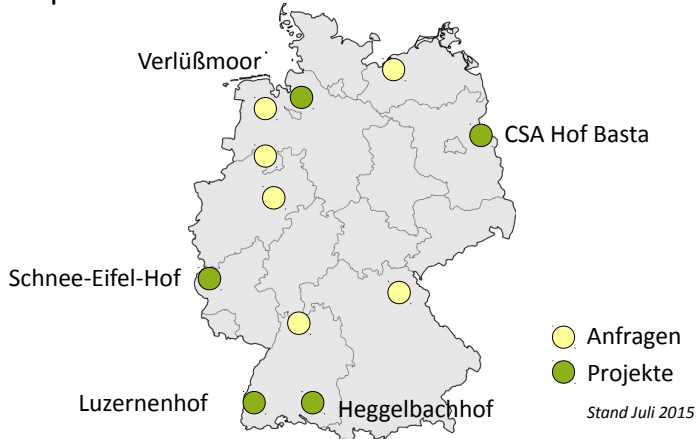 Verlüßmoor
CSA Hof Basta
Schnee-Eifel-Hof
Anfragen
Projekte
Luzernenhof
Heggelbachhof
Stand Juli 2015